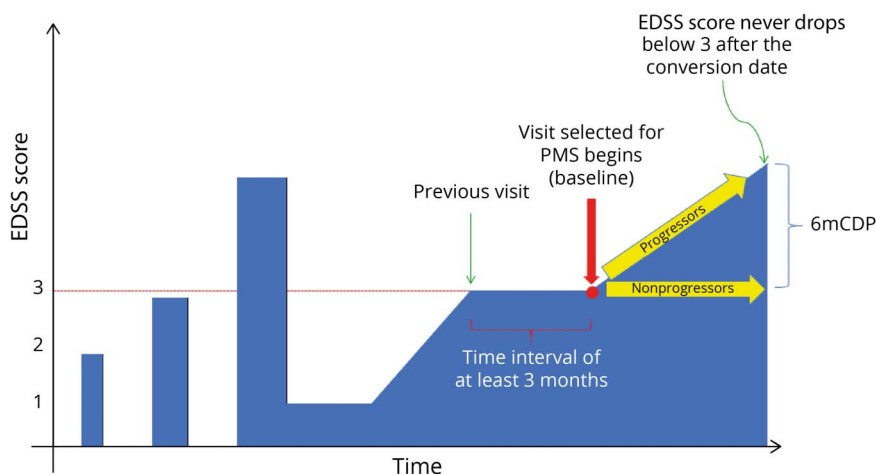 EDSS score never drops
below 3 after the
conversion date
Visit selected for
PMS begins
(baseline)
Previous visit
EDSS score
Progressors
6mCDP
3
Nonprogressors
2
Time interval of
at least 3 months
1
Time